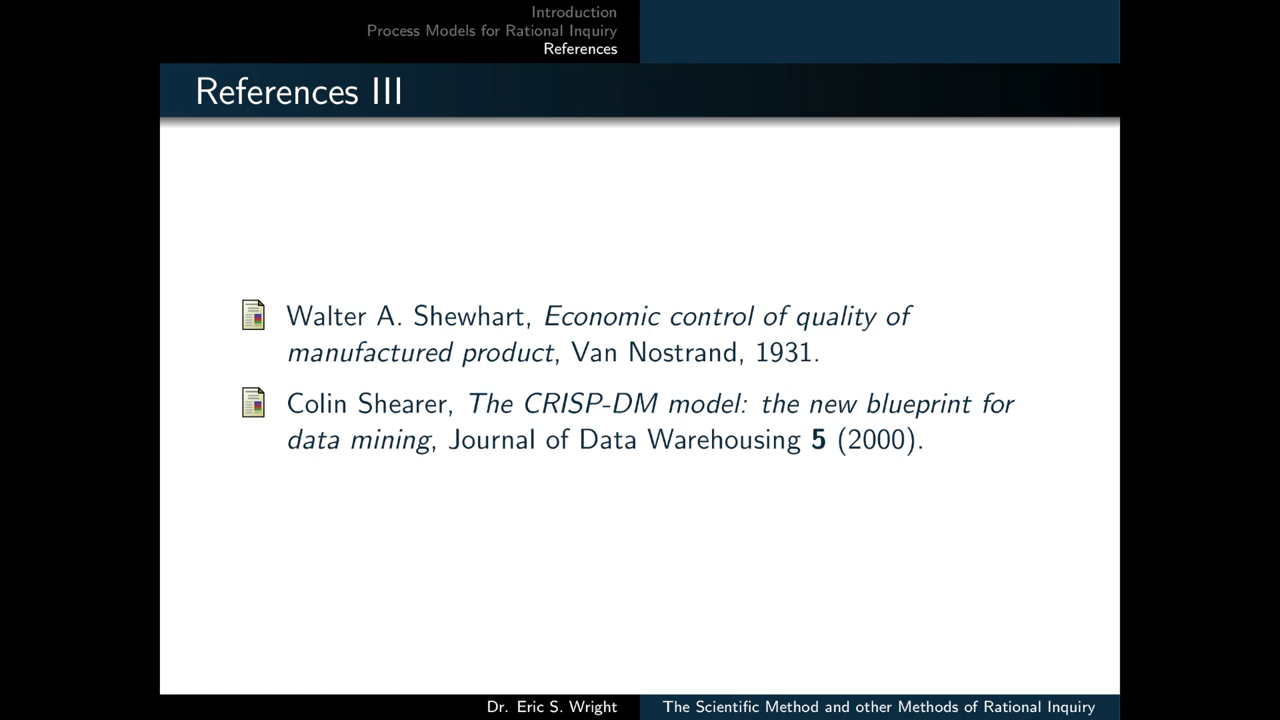 Introduction
Process Models for Rational Inquiry
References
References III
Walter A. Shewhart, Economic control of quality of
manufactured product, Van Nostrand, 1931.
Colin Shearer, The CRISP-DM model: the new blueprint for
data mining, Journal of Data Warehousing 5 (2000).
Dr. Eric S. Wright
The Scientific Method and other Methods of Rational Inquiry